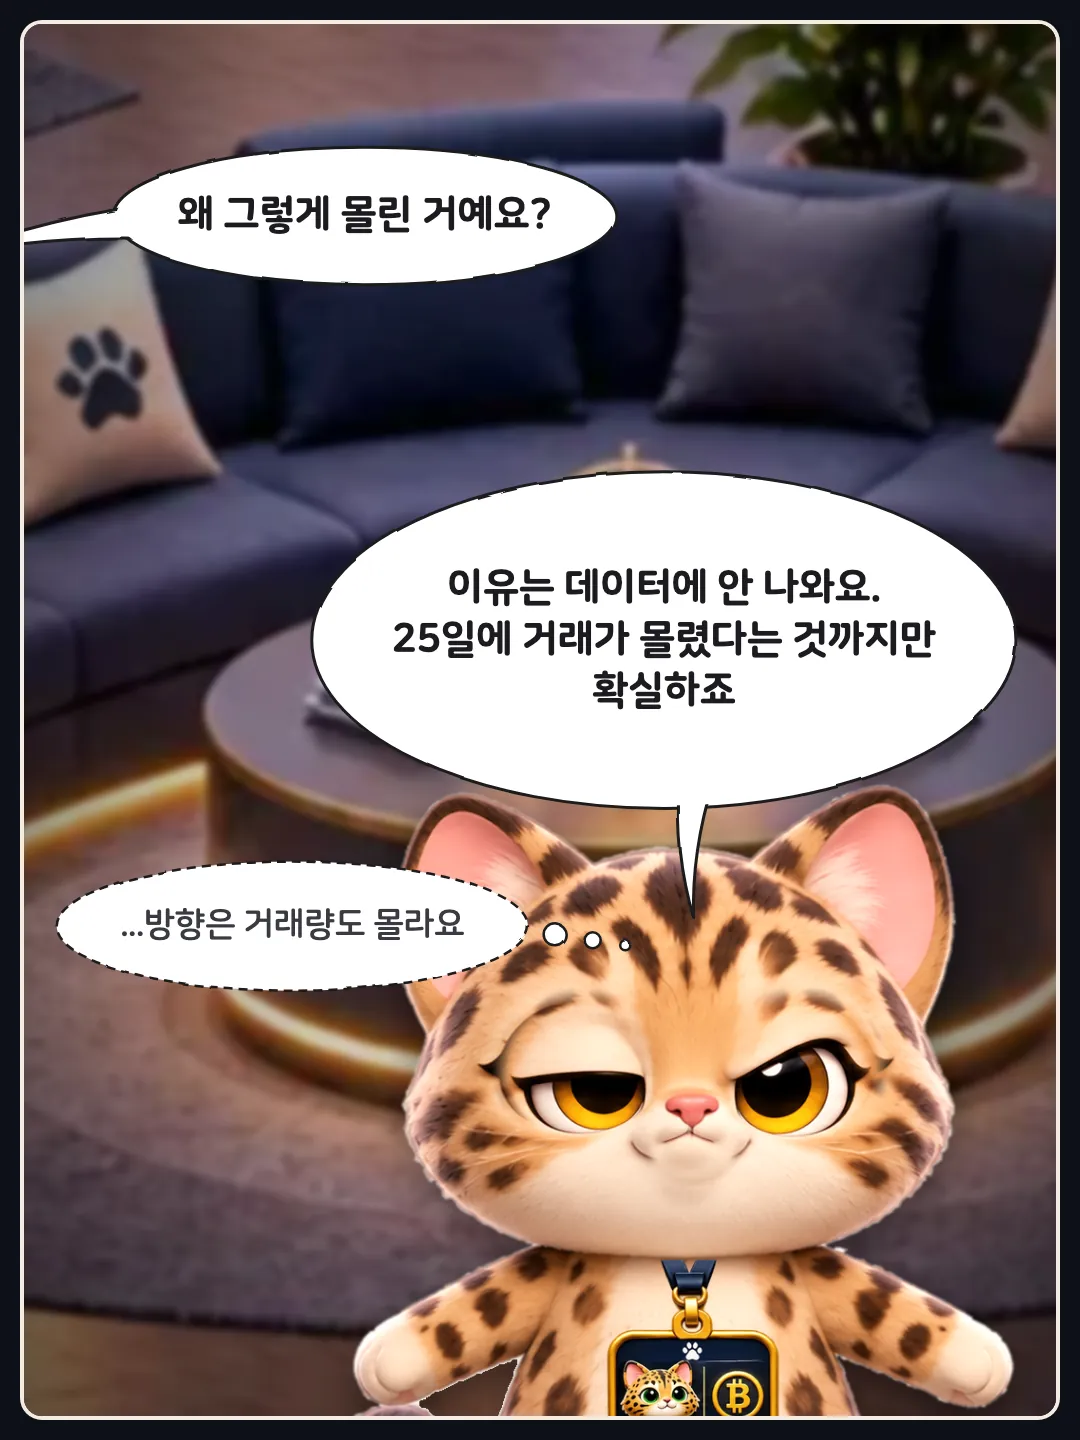 왜 그렇게 몰린 거예요?
이유는 데이터에 안 나와요.
25일에 거래가 몰렸다는 것까지만
확실하죠
...방향은 거래량도 몰라요